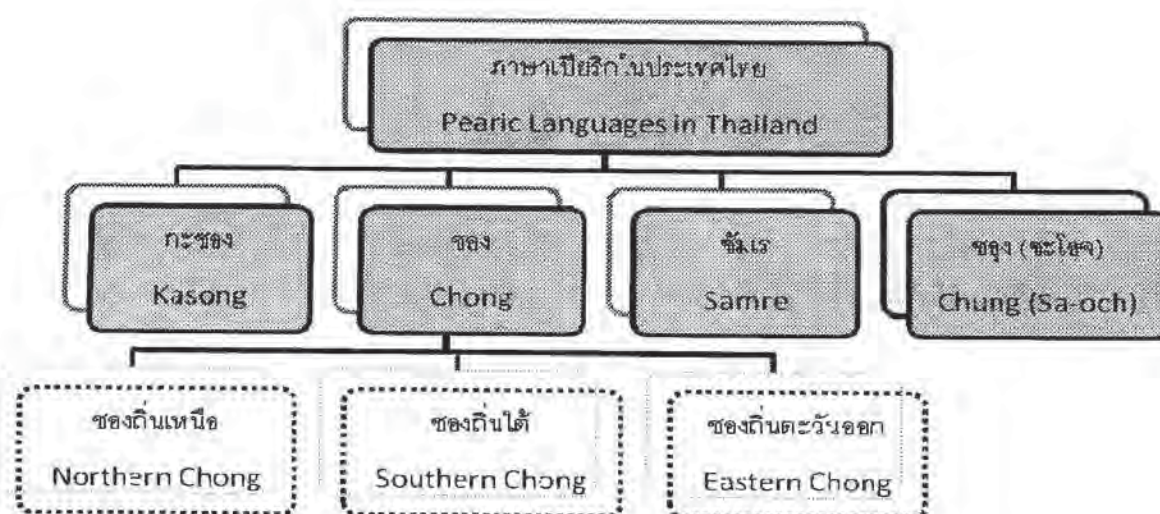 ภาษาเปียริกในประเทศไทย
Pearic Languages in Thailand
กะซอง
Kasong
ชอง
Chong
ซัมเร
Samre
ชุอุง (ซะโอจ)
Chung (Sa-och)
ชองถิ่นเหนือ
Northern Chong
ชองถิ่นใต้
Southern Chong
ชองถิ่นตะวันออก
Eastern Chong